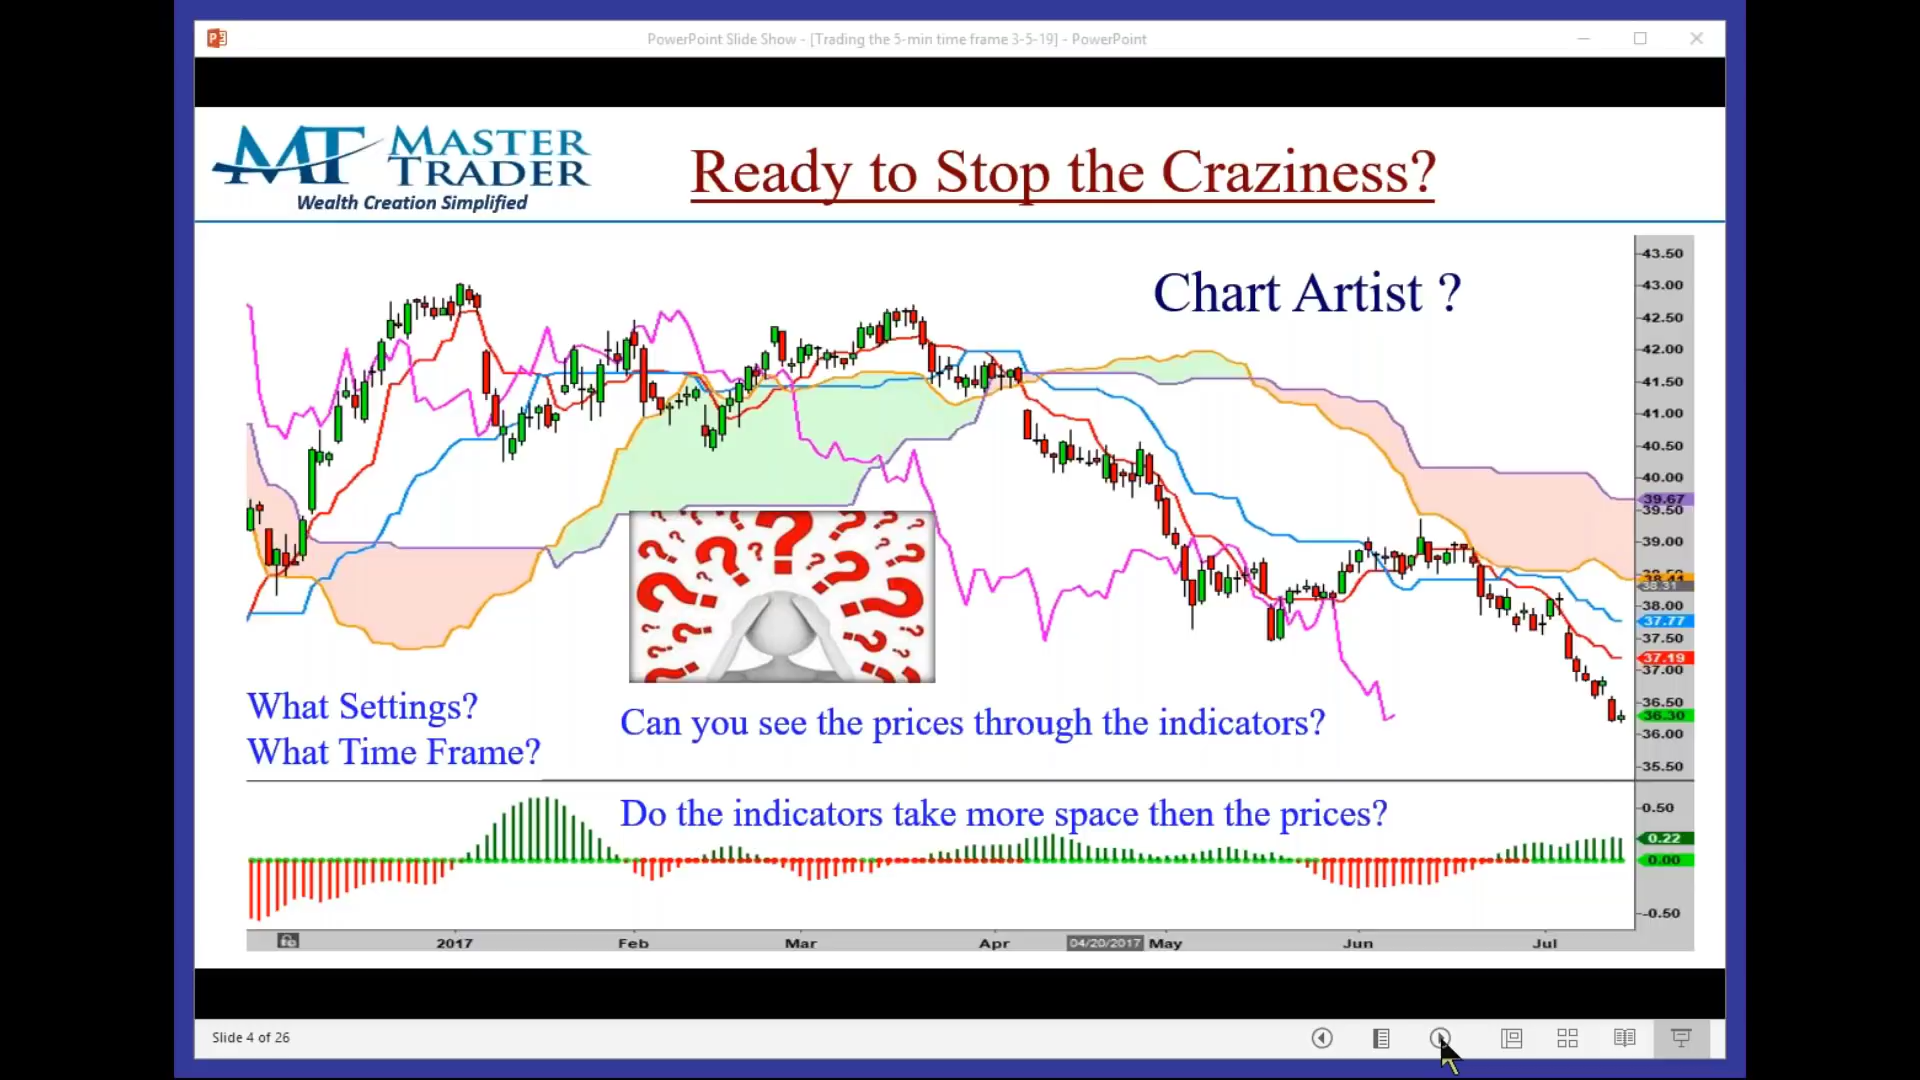 PowerPoint Slide Show - [Trading the 5-min time frame 3-5-19] - PowerPoint
MT MASTER TRADER
Wealth Creation Simplified
Ready to Stop the Craziness?
Chart Artist ?
43.50
43.00
42.50
42.00
41.50
41.00
40.50
40.00
39.67
39.50
39.00
38.31
38.00
37.77
37.50
37.19
37.00
36.50
36.30
36.00
35.50
What Settings?
What Time Frame?
Can you see the prices through the indicators?
Do the indicators take more space then the prices?
0.50
0.22
0.00
-0.50
2017 Feb Mar Apr 04/20/2017 May Jun Jul
Slide 4 of 26